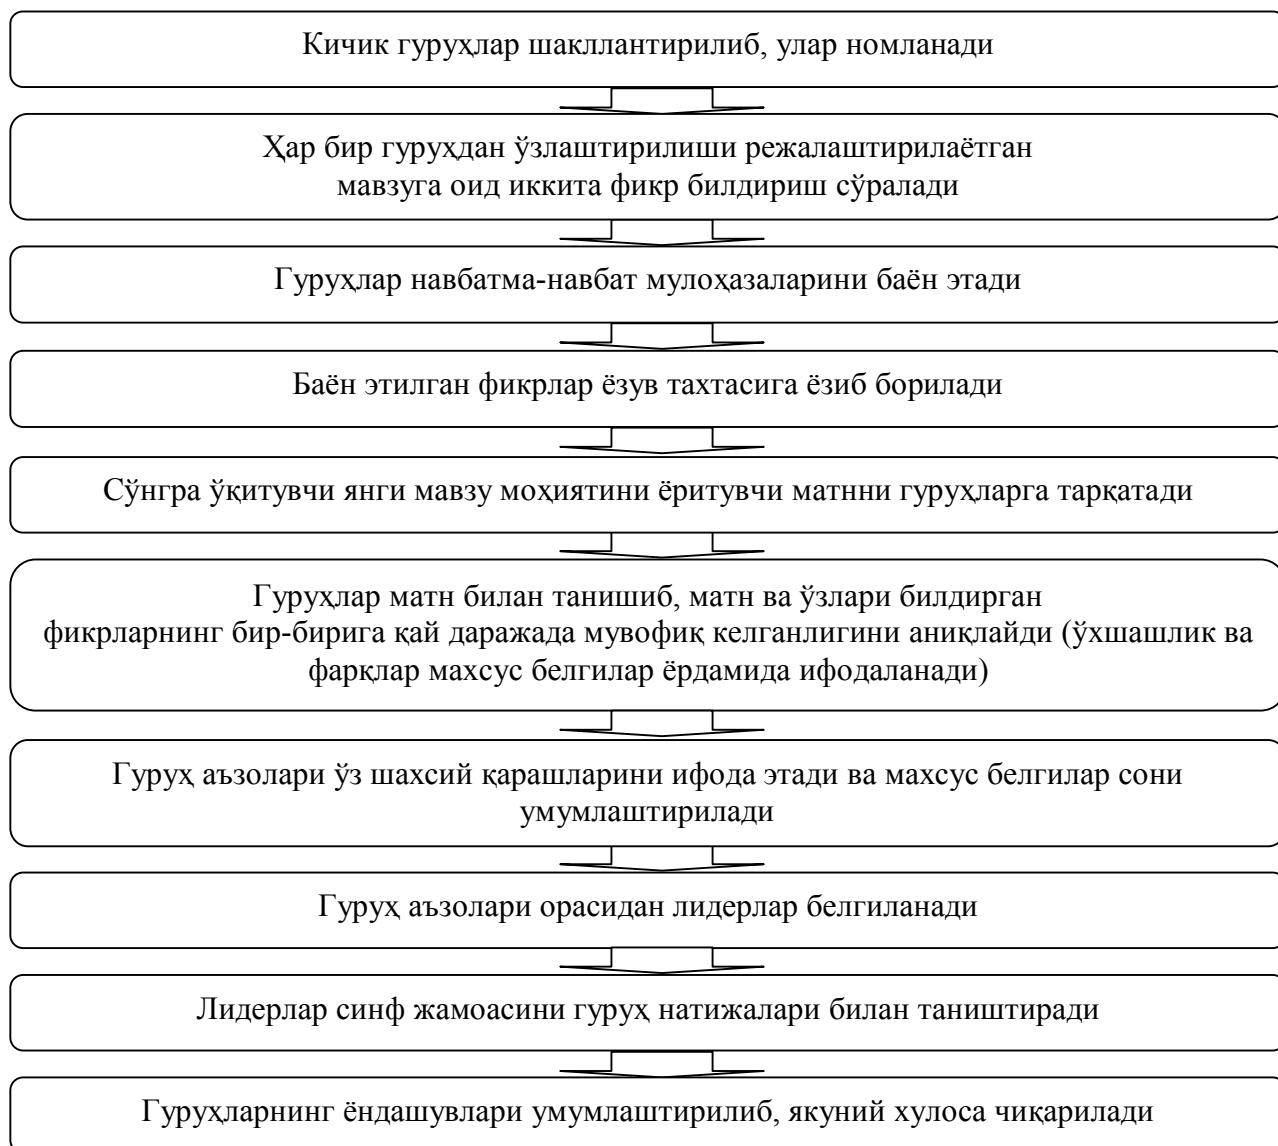 Кичик гуруҳлар шакллантирилиб, улар номланади
Ҳар бир гуруҳдан ўзлаштирилиши режалаштирилаётган
мавзуга оид иккита фикр билдириш сўралади
Гуруҳлар навбатма-навбат мулоҳазаларини баён этади
Баён этилган фикрлар ёзув тахтасига ёзиб борилади
Сўнгра ўқитувчи янги мавзу моҳиятини ёритувчи матнни гуруҳларга тарқатади
Гуруҳлар матн билан танишиб, матн ва ўзлари билдирган
фикрларнинг бир-бирига қай даражада мувофиқ келганлигини аниқлайди (ўхшашлик ва
фарқлар махсус белгилар ёрдамида ифодаланади)
Гуруҳ аъзолари ўз шахсий қарашларини ифода этади ва махсус белгилар сони
умумлаштирилади
Гуруҳ аъзолари орасидан лидерлар белгиланади
Лидерлар синф жамоасини гуруҳ натижалари билан таништиради
Гуруҳларнинг ёндашувлари умумлаштирилиб, якуний хулоса чиқарилади